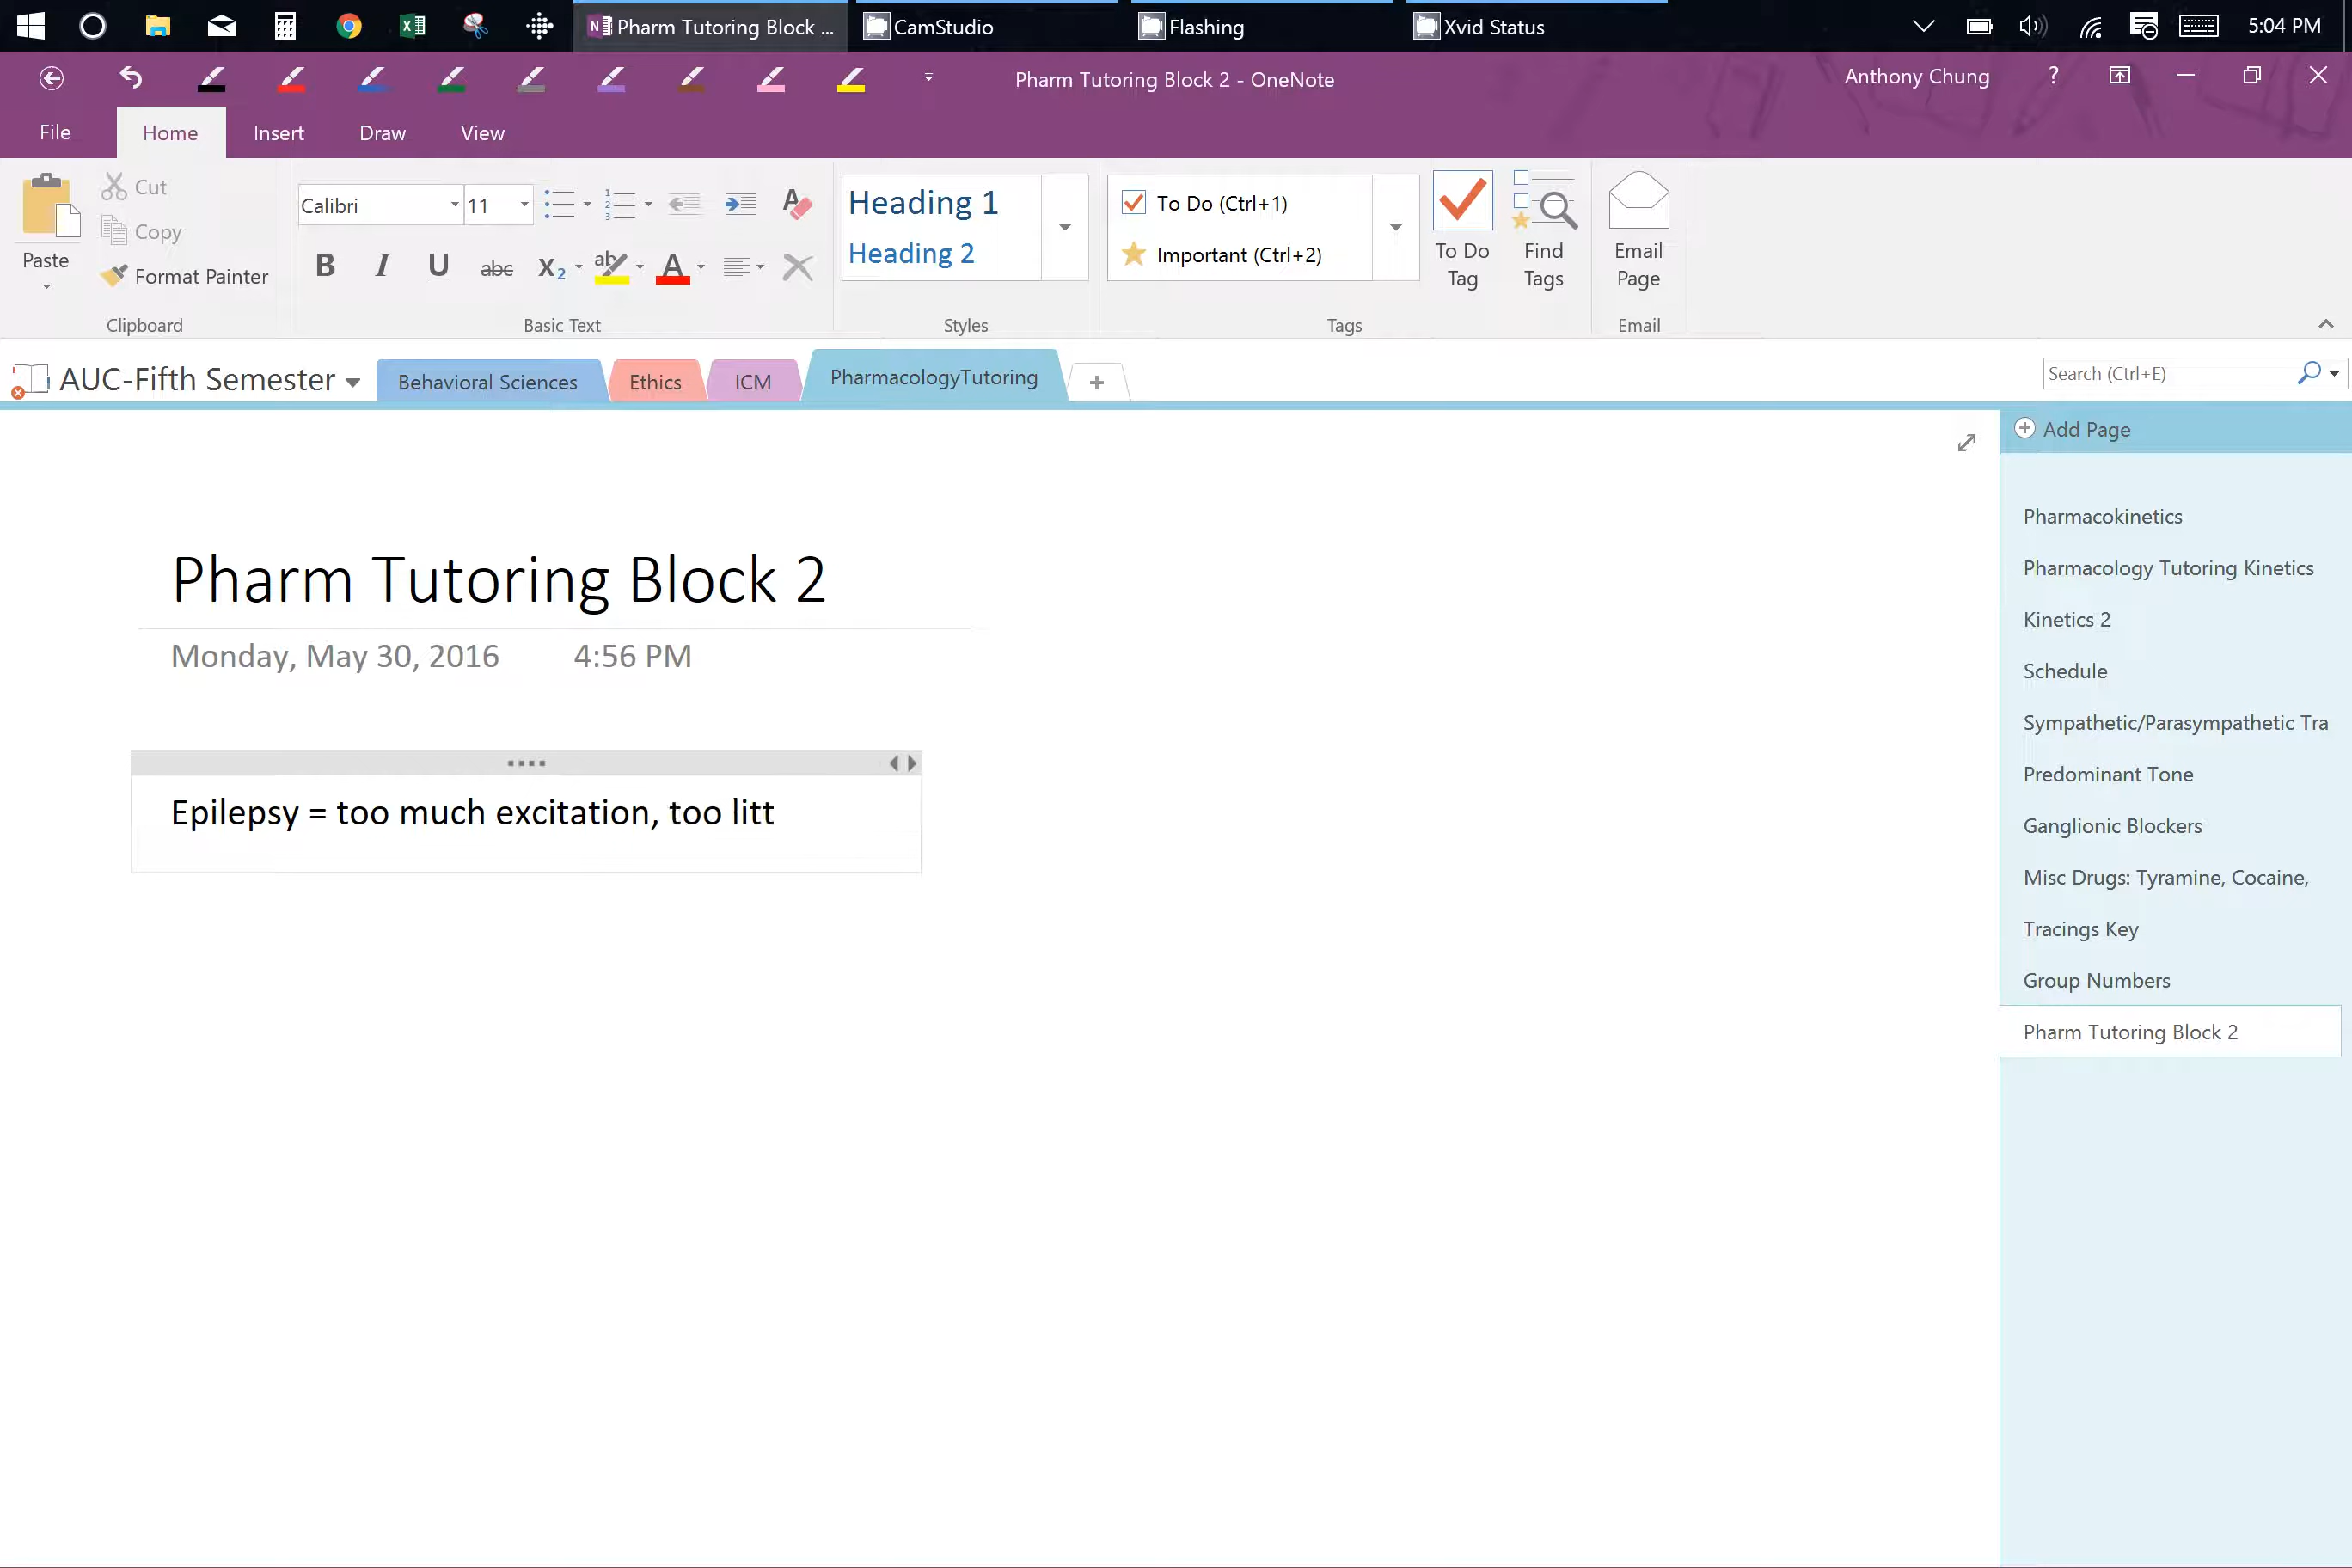 Pharm Tutoring Block ...
CamStudio
Flashing
Xvid Status
5:04 PM
Pharm Tutoring Block 2 - OneNote
Anthony Chung
?
File
Home
Insert
Draw
View
Paste
Cut
Copy
Format Painter
Clipboard
Calibri
11
B I U abc X2 ab A
Basic Text
Heading 1
Heading 2
Styles
To Do (Ctrl+1)
Important (Ctrl+2)
Tags
To Do
Tag
Find
Tags
Email
Page
Email
AUC-Fifth Semester
Behavioral Sciences
Ethics
ICM
PharmacologyTutoring
+
Search (Ctrl+E)
Pharm Tutoring Block 2
Monday, May 30, 2016 4:56 PM
Epilepsy = too much excitation, too litt
Add Page
Pharmacokinetics
Pharmacology Tutoring Kinetics
Kinetics 2
Schedule
Sympathetic/Parasympathetic Tra
Predominant Tone
Ganglionic Blockers
Misc Drugs: Tyramine, Cocaine,
Tracings Key
Group Numbers
Pharm Tutoring Block 2